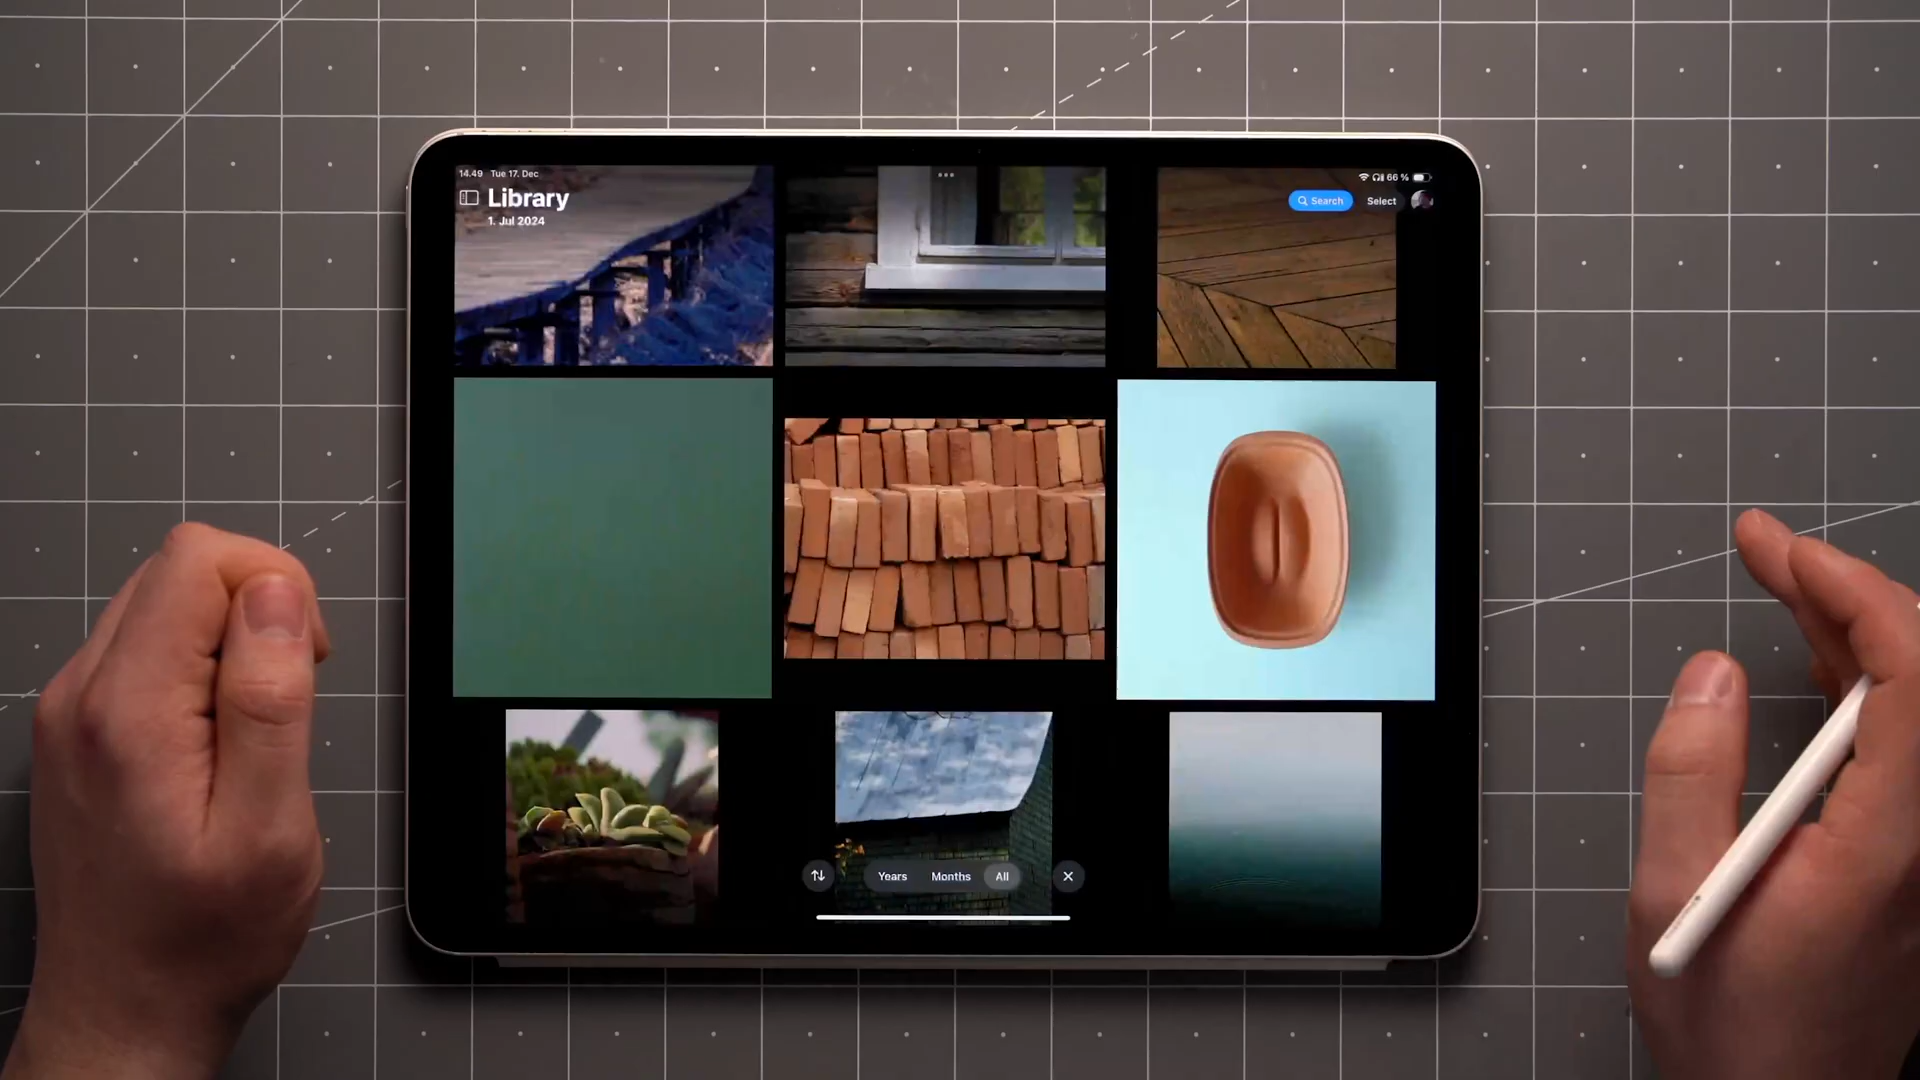 14.49 Tue 17. Dec
66 %
Library
Search
Select
1. Jul 2024
Years
Months
All